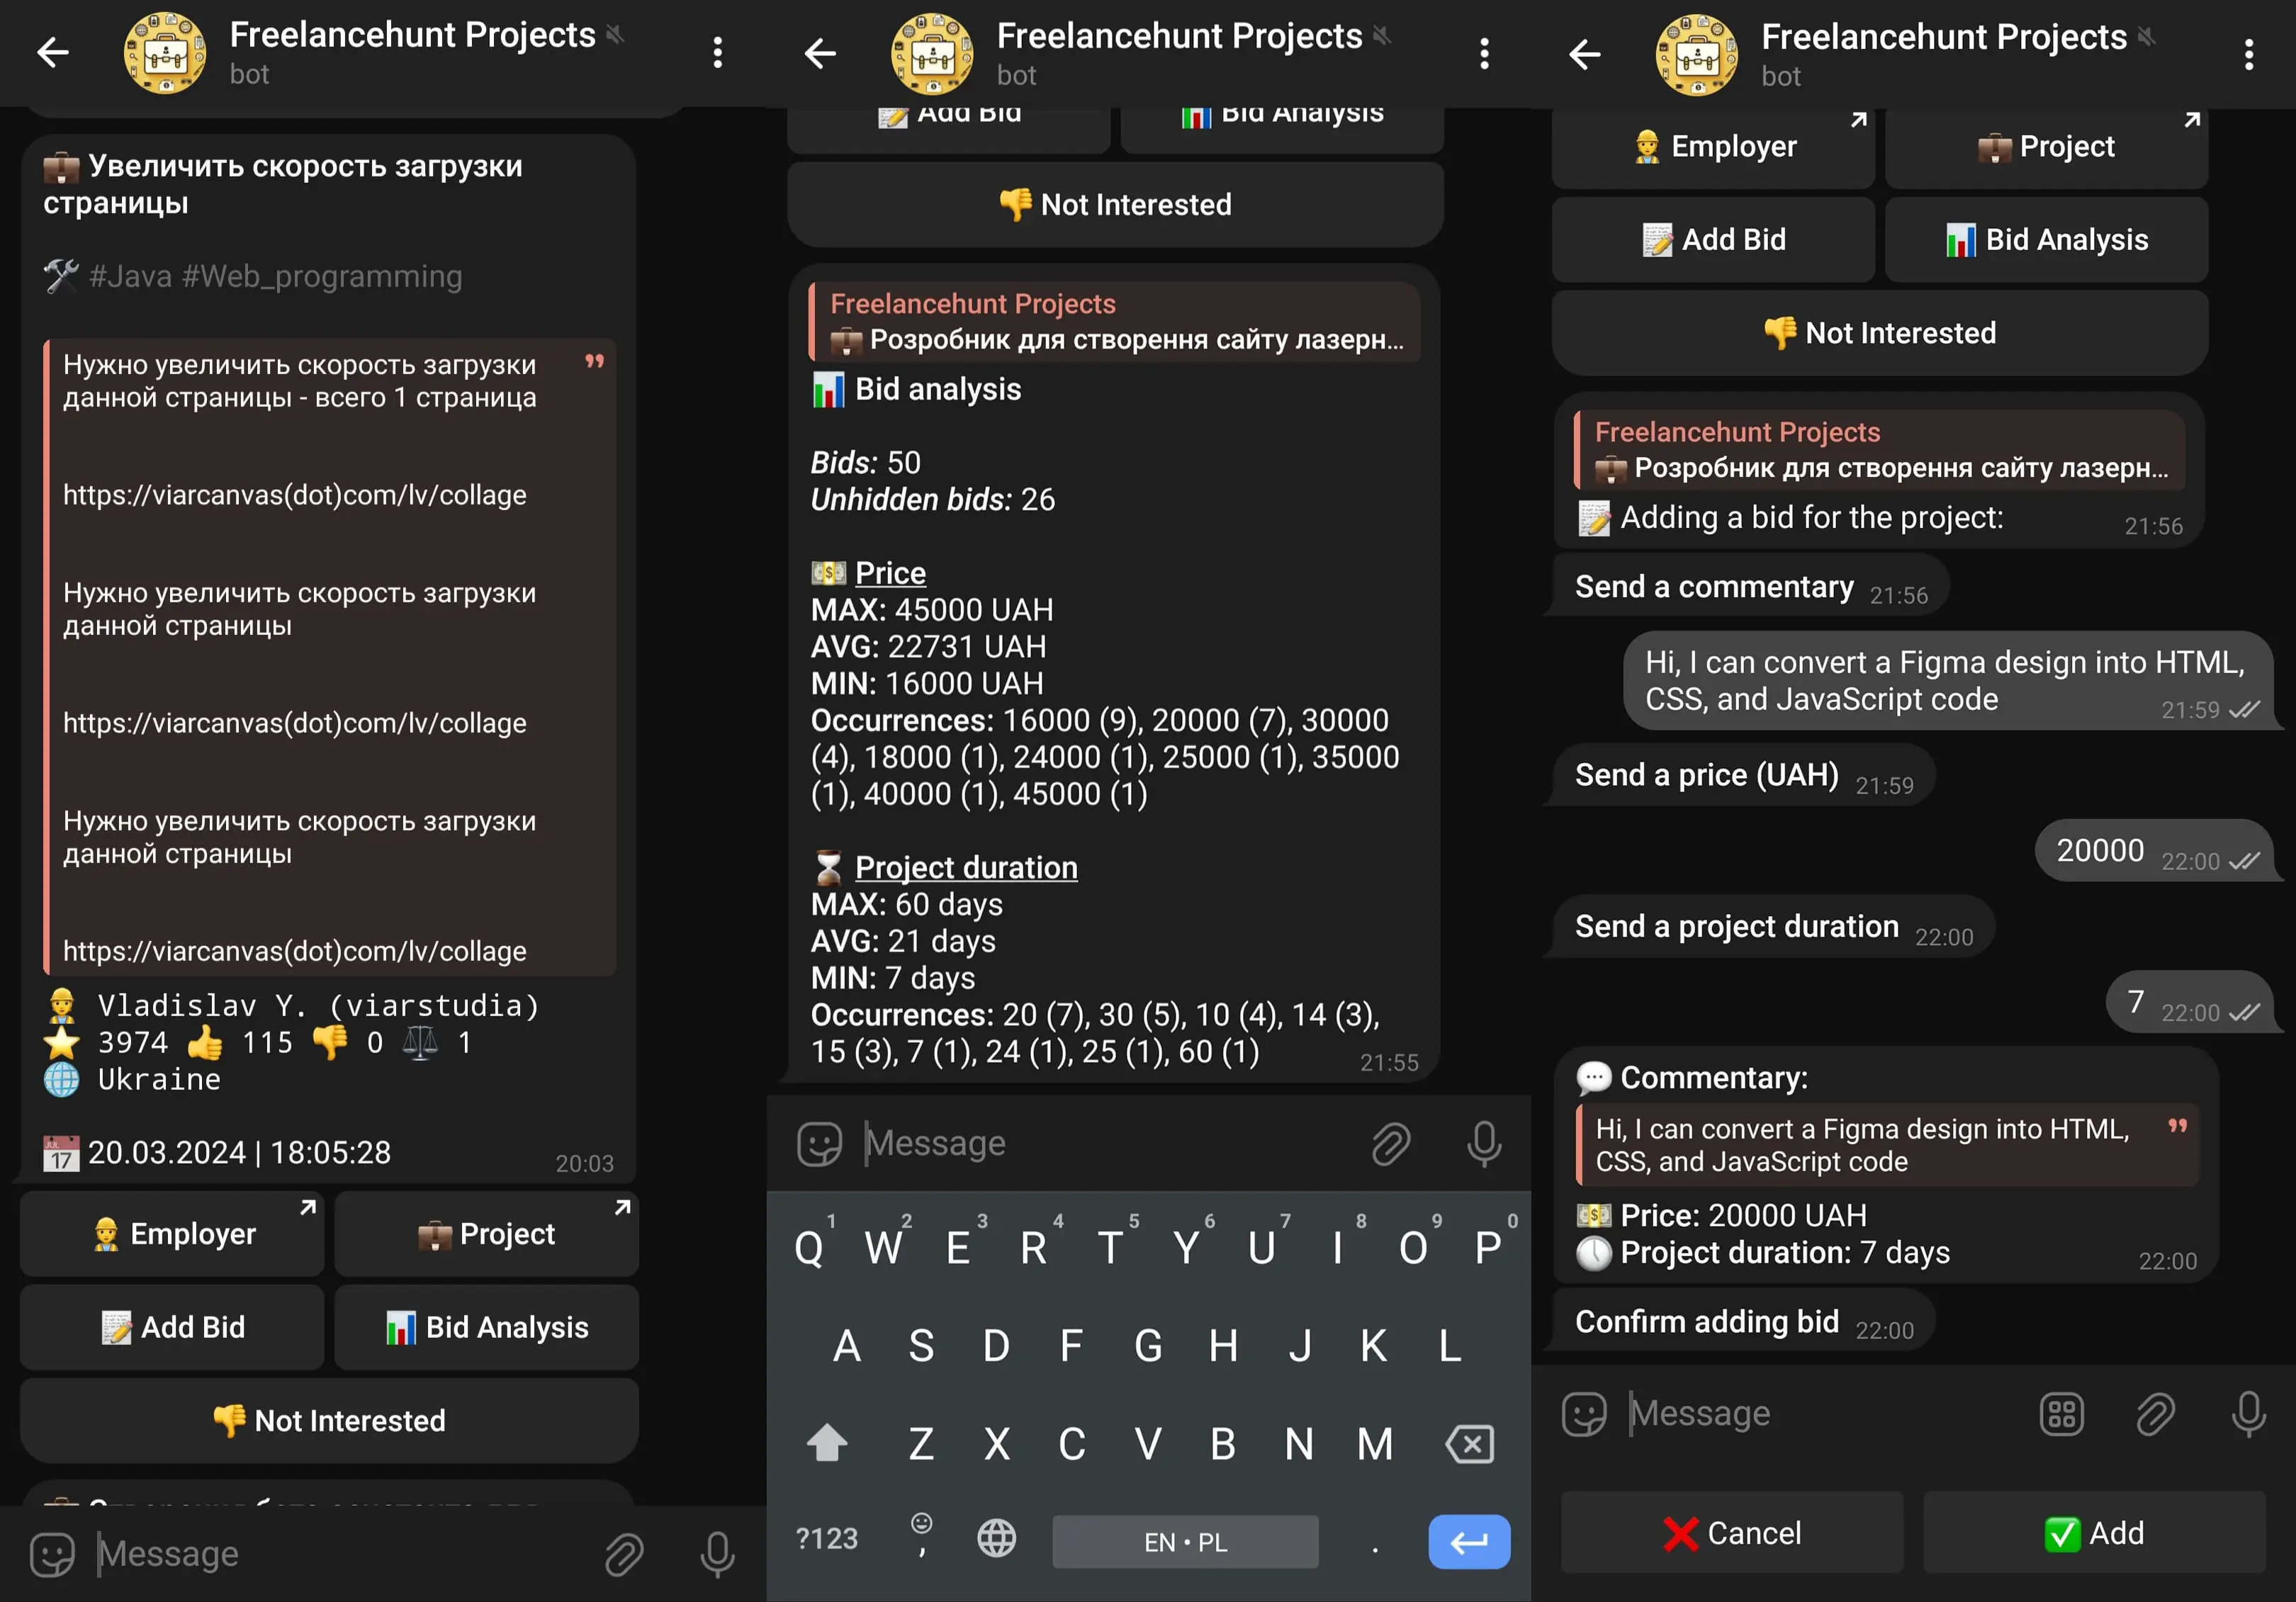 Freelancehunt Projects
bot
💼 Увеличить скорость загрузки
страницы
🛠 #Java #Web_programming
Нужно увеличить скорость загрузки
данной страницы - всего 1 страница
https://viarcanvas(dot)com/lv/collage
Нужно увеличить скорость загрузки
данной страницы
https://viarcanvas(dot)com/lv/collage
Нужно увеличить скорость загрузки
данной страницы
https://viarcanvas(dot)com/lv/collage
👷 Vladislav Y. (viarstudia)
⭐ 3974 👍 115 👎 0 ⚖ 1
🌐 Ukraine
📅 20.03.2024 | 18:05:28 20:03
👷 Employer 💼 Project
📝 Add Bid 📊 Bid Analysis
👎 Not Interested
Message
Freelancehunt Projects
bot
📝 Add Bid 📊 Bid Analysis
👎 Not Interested
Freelancehunt Projects
💼 Розробник для створення сайту лазерн...
📊 Bid analysis
Bids: 50
Unhidden bids: 26
💵 Price
MAX: 45000 UAH
AVG: 22731 UAH
MIN: 16000 UAH
Occurrences: 16000 (9), 20000 (7), 30000
(4), 18000 (1), 24000 (1), 25000 (1), 35000
(1), 40000 (1), 45000 (1)
⏳ Project duration
MAX: 60 days
AVG: 21 days
MIN: 7 days
Occurrences: 20 (7), 30 (5), 10 (4), 14 (3),
15 (3), 7 (1), 24 (1), 25 (1), 60 (1) 21:55
Message
1 2 3 4 5 6 7 8 9 0
Q W E R T Y U I O P
A S D F G H J K L
Z X C V B N M
?123 , EN • PL .
Freelancehunt Projects
bot
👷 Employer 💼 Project
📝 Add Bid 📊 Bid Analysis
👎 Not Interested
Freelancehunt Projects
💼 Розробник для створення сайту лазерн...
📝 Adding a bid for the project: 21:56
Send a commentary 21:56
Hi, I can convert a Figma design into HTML,
CSS, and JavaScript code 21:59
Send a price (UAH) 21:59
20000 22:00
Send a project duration 22:00
7 22:00
💬 Commentary:
Hi, I can convert a Figma design into HTML,
CSS, and JavaScript code
💵 Price: 20000 UAH
🕔 Project duration: 7 days 22:00
Confirm adding bid 22:00
Message
❌ Cancel ✅ Add